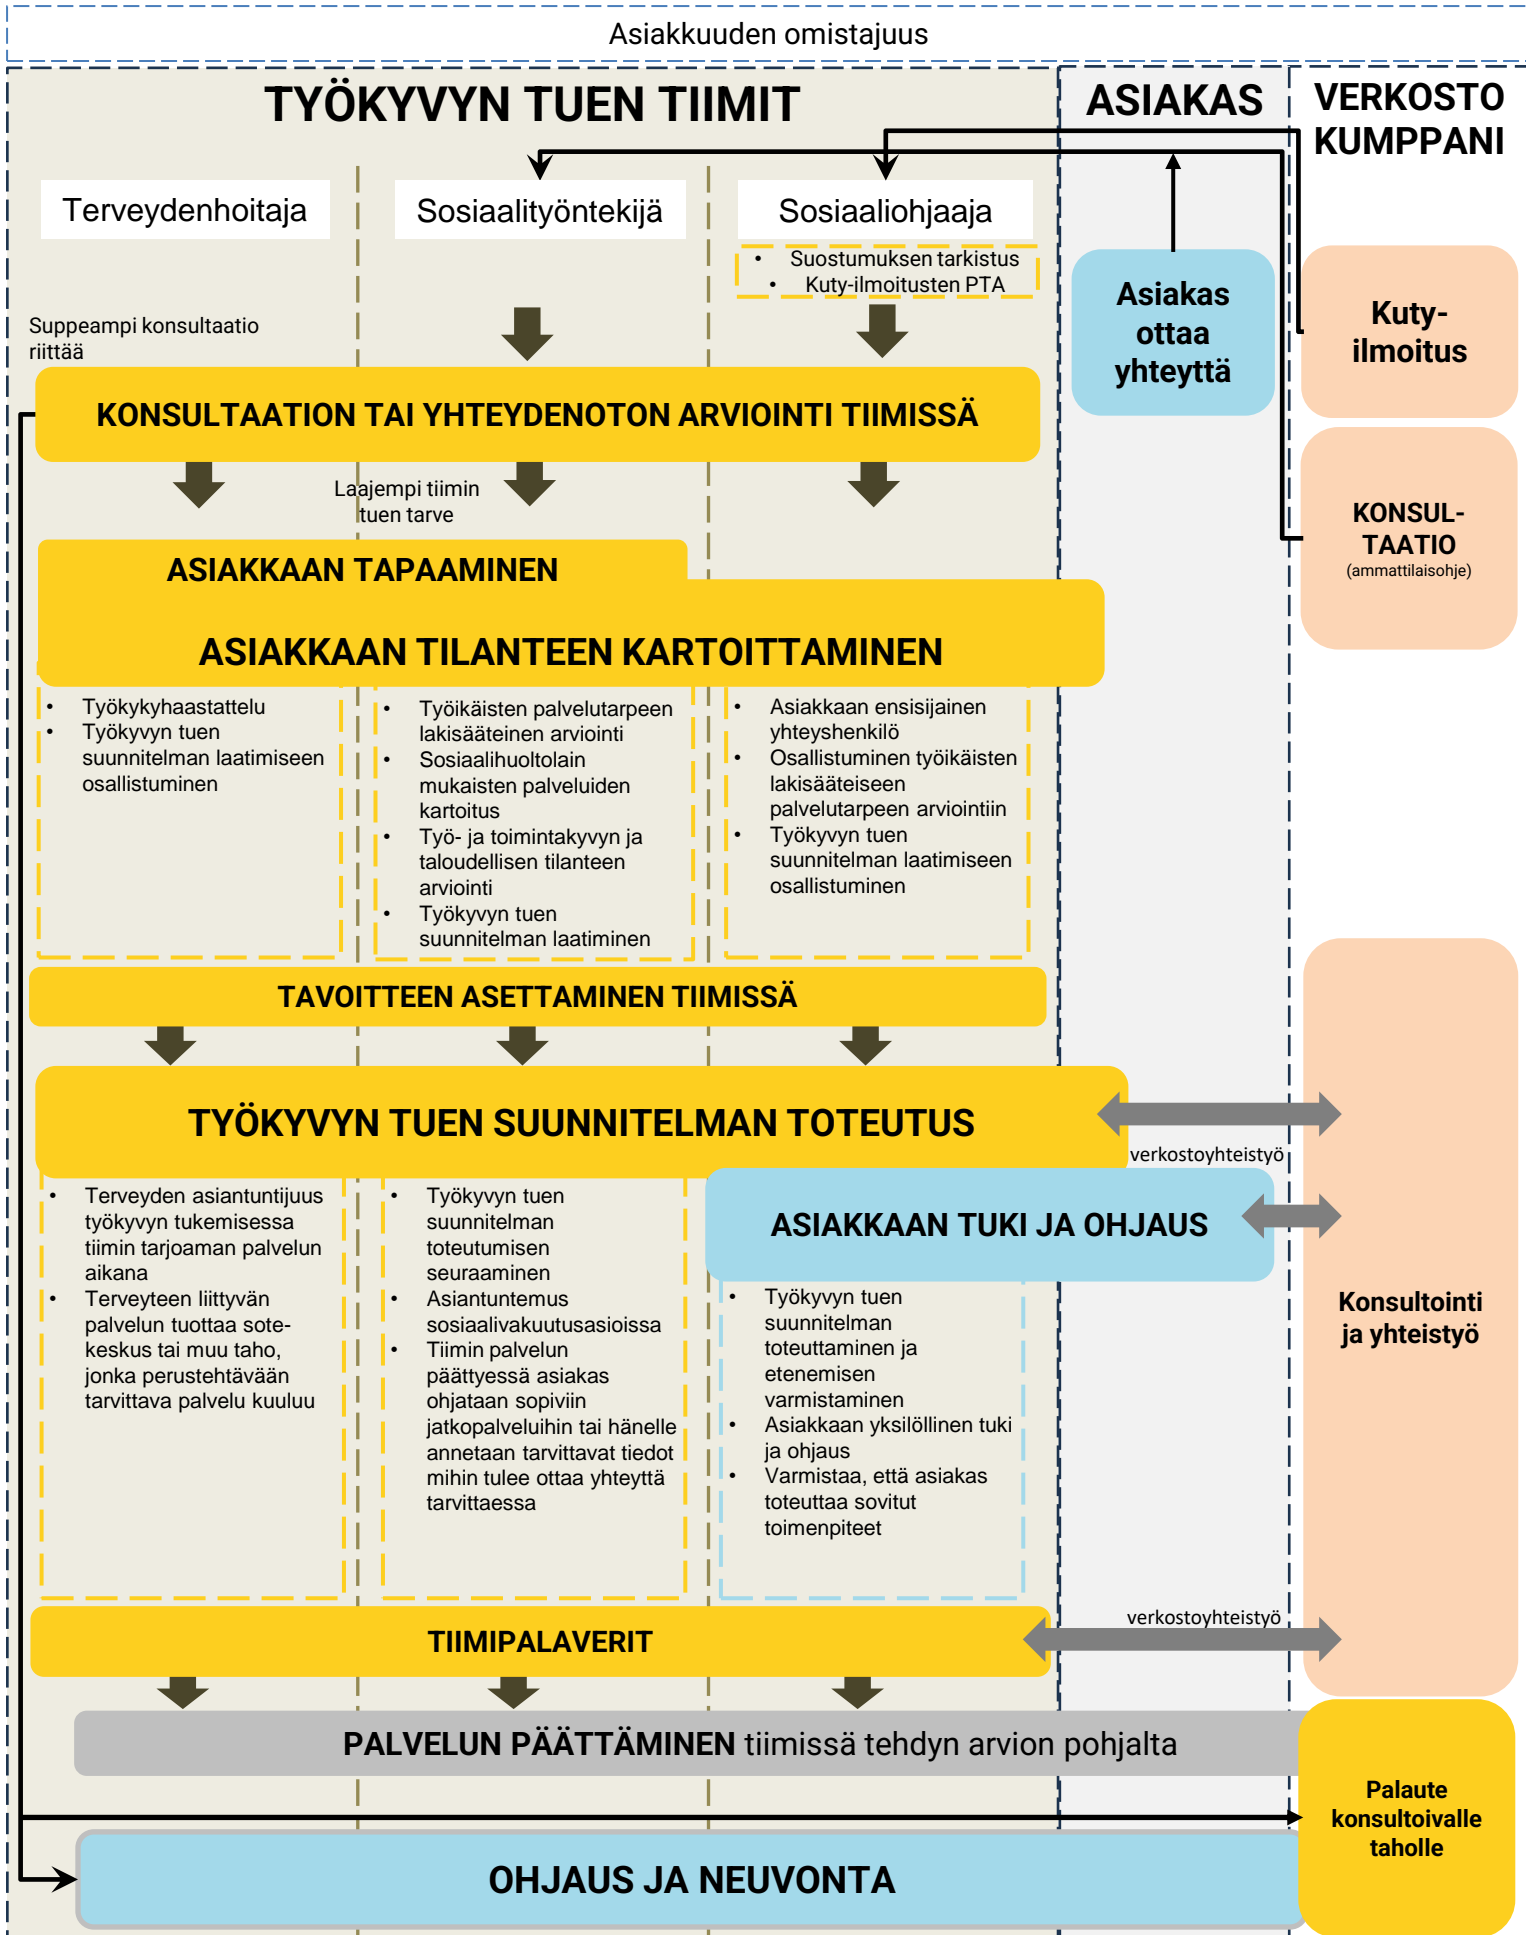 Asiakkuuden omistajuus
TYÖKYVYN TUEN TIIMIT
ASIAKAS
VERKOSTO
KUMPPANI
Terveydenhoitaja
Sosiaalityöntekijä
Sosiaaliohjaaja
• Suostumuksen tarkistus
• Kuty-ilmoitusten PTA
Asiakas
ottaa
yhteyttä
Kuty-
ilmoitus
Suppeampi konsultaatio
riittää
KONSULTAATION TAI YHTEYDENOTON ARVIOINTI TIIMISSÄ
Laajempi tiimin
tuen tarve
KONSUL-
TAATIO
(ammattilaisohje)
ASIAKKAAN TAPAAMINEN
ASIAKKAAN TILANTEEN KARTOITTAMINEN
• Työkykyhaastattelu
• Työkyvyn tuen
suunnitelman laatimiseen
osallistuminen
• Työikäisten palvelutarpeen
lakisääteinen arviointi
• Sosiaalihuoltolain
mukaisten palveluiden
kartoitus
• Työ- ja toimintakyvyn ja
taloudellisen tilanteen
arviointi
• Työkyvyn tuen
suunnitelman laatiminen
• Asiakkaan ensisijainen
yhteyshenkilö
• Osallistuminen työikäisten
lakisääteiseen
palvelutarpeen arviointiin
• Työkyvyn tuen
suunnitelman laatimiseen
osallistuminen
TAVOITTEEN ASETTAMINEN TIIMISSÄ
TYÖKYVYN TUEN SUUNNITELMAN TOTEUTUS
verkostoyhteistyö
ASIAKKAAN TUKI JA OHJAUS
• Terveyden asiantuntijuus
työkyvyn tukemisessa
tiimin tarjoaman palvelun
aikana
• Terveyteen liittyvän
palvelun tuottaa sote-
keskus tai muu taho,
jonka perustehtävään
tarvittava palvelu kuuluu
• Työkyvyn tuen
suunnitelman
toteutumisen
seuraaminen
• Asiantuntemus
sosiaalivakuutusasioissa
• Tiimin palvelun
päättyessä asiakas
ohjataan sopiviin
jatkopalveluihin tai hänelle
annetaan tarvittavat tiedot
mihin tulee ottaa yhteyttä
tarvittaessa
• Työkyvyn tuen
suunnitelman
toteuttaminen ja
etenemisen
varmistaminen
• Asiakkaan yksilöllinen tuki
ja ohjaus
• Varmistaa, että asiakas
toteuttaa sovitut
toimenpiteet
Konsultointi
ja yhteistyö
verkostoyhteistyö
TIIMIPALAVERIT
PALVELUN PÄÄTTÄMINEN tiimissä tehdyn arvion pohjalta
Palaute
konsultoivalle
taholle
OHJAUS JA NEUVONTA